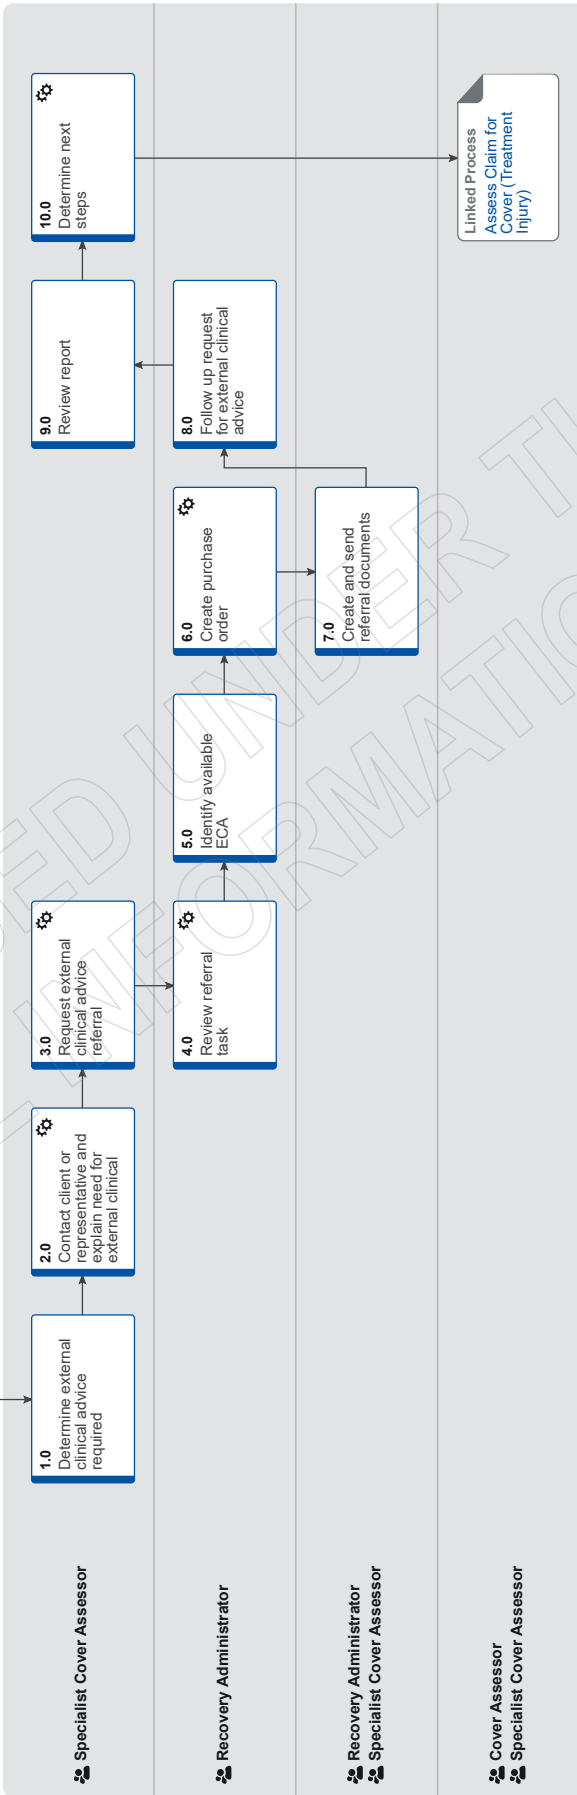 Specialist Cover Assessor
1.0
Determine external
clinical advice
required
2.0
Contact client or
representative and
explain need for
external clinical
3.0
Request external
clinical advice
referral
9.0
Review report
10.0
Determine next
steps
Recovery Administrator
4.0
Review referral
task
5.0
Identify available
ECA
6.0
Create purchase
order
8.0
Follow up request
for external clinical
advice
Recovery Administrator
Specialist Cover Assessor
7.0
Create and send
referral documents
Cover Assessor
Specialist Cover Assessor
Linked Process
Assess Claim for
Cover (Treatment
Injury)
UNDER
INFORMATIO